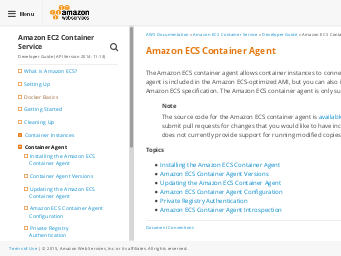 Menu
amazon
webservices
Amazon EC2 Container
Service
Developer Guide (API Version 2014-11-13)
What is Amazon ECS?
Setting Up
Docker Basics
Getting Started
Cleaning Up
Container Instances
Container Agent
Installing the Amazon ECS
Container Agent
Container Agent Versions
Updating the Amazon ECS
Container Agent
Amazon ECS Container Agent
Configuration
Private Registry
Authentication
AWS Documentation » Amazon EC2 Container Service » Developer Guide » Amazon ECS Conta
Amazon ECS Container Agent
The Amazon ECS container agent allows container instances to conne
agent is included in the Amazon ECS-optimized AMI, but you can also i
Amazon ECS specification. The Amazon ECS container agent is only su
Note
The source code for the Amazon ECS container agent is available
submit pull requests for changes that you would like to have inc
does not currently provide support for running modified copies
Topics
Installing the Amazon ECS Container Agent
Amazon ECS Container Agent Versions
Updating the Amazon ECS Container Agent
Amazon ECS Container Agent Configuration
Private Registry Authentication
Amazon ECS Container Agent Introspection
Document Conventions
Terms of Use | © 2015, Amazon Web Services, Inc. or its affiliates. All rights reserved.